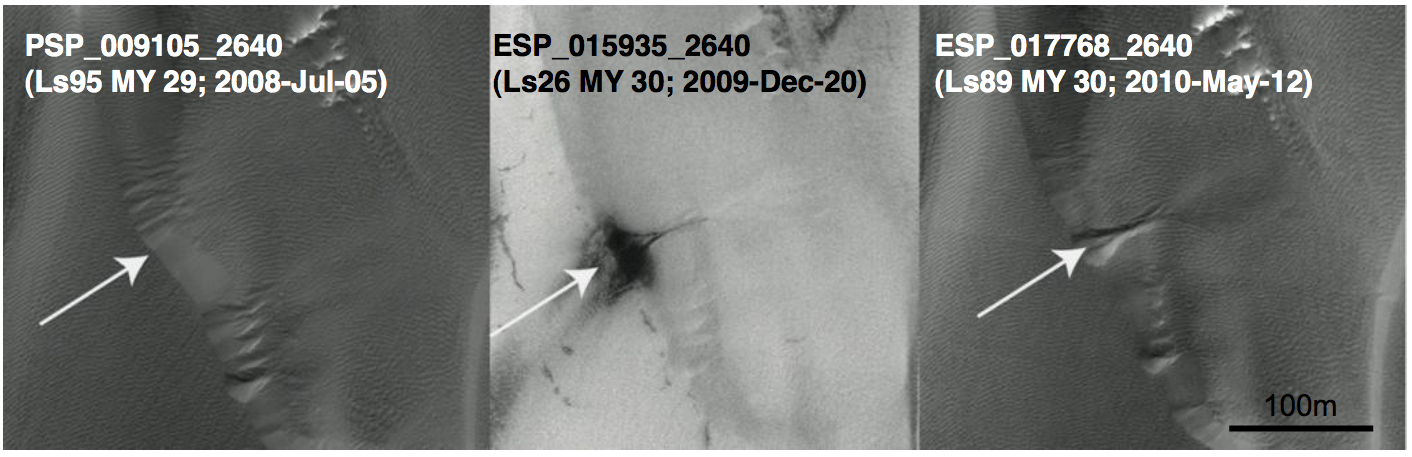 PSP_009105_2640
(Ls95 MY 29; 2008-Jul-05)
ESP_015935_2640
(Ls26 MY 30; 2009-Dec-20)
ESP_017768_2640
(Ls89 MY 30; 2010-May-12)
100m